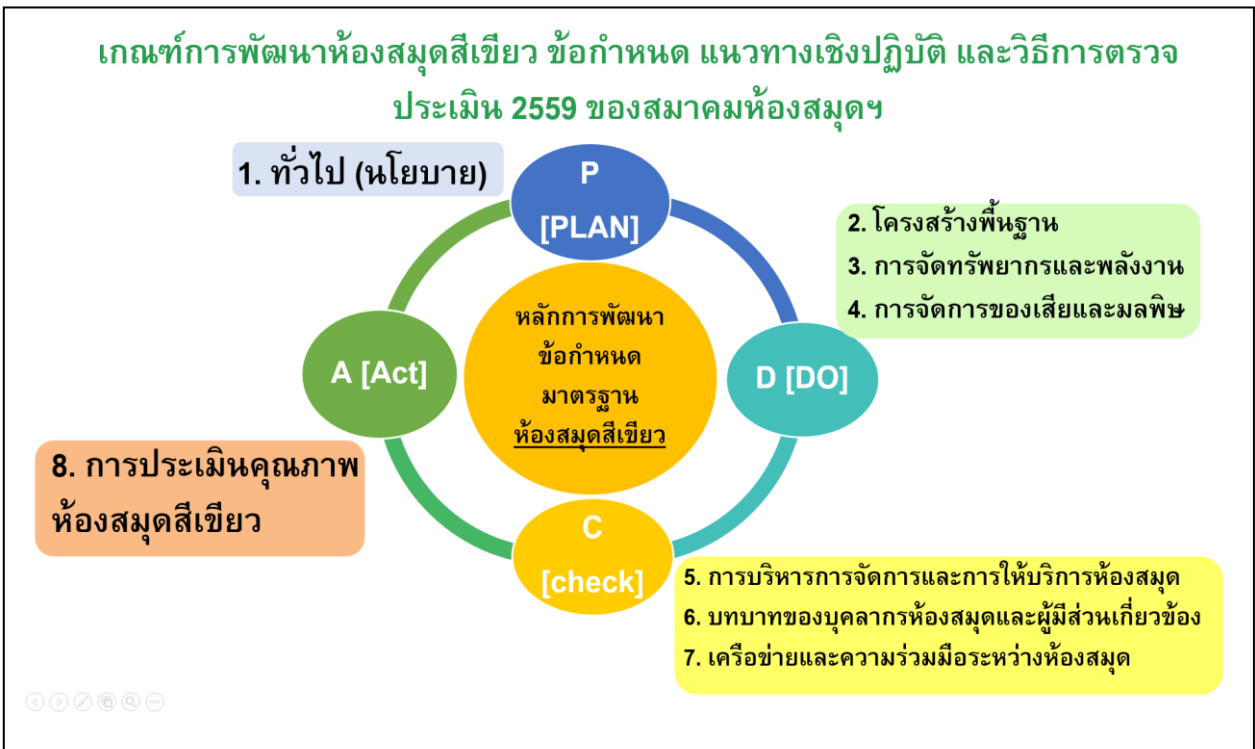 เกณฑ์การพัฒนาห้องสมุดสีเขียว ข้อกำหนด แนวทางเชิงปฏิบัติ และวิธีการตรวจ
ประเมิน 2559 ของสมาคมห้องสมุดฯ
1. ทั่วไป (นโยบาย)
P
[PLAN]
2. โครงสร้างพื้นฐาน
3. การจัดทรัพยากรและพลังงาน
4. การจัดการของเสียและมลพิษ
หลักการพัฒนา
ข้อกำหนด
มาตรฐาน
ห้องสมุดสีเขียว
A [Act]
D [DO]
8. การประเมินคุณภาพ
ห้องสมุดสีเขียว
C
[check]
5. การบริหารการจัดการและการให้บริการห้องสมุด
6. บทบาทของบุคลากรห้องสมุดและผู้มีส่วนเกี่ยวข้อง
7. เครือข่ายและความร่วมมือระหว่างห้องสมุด